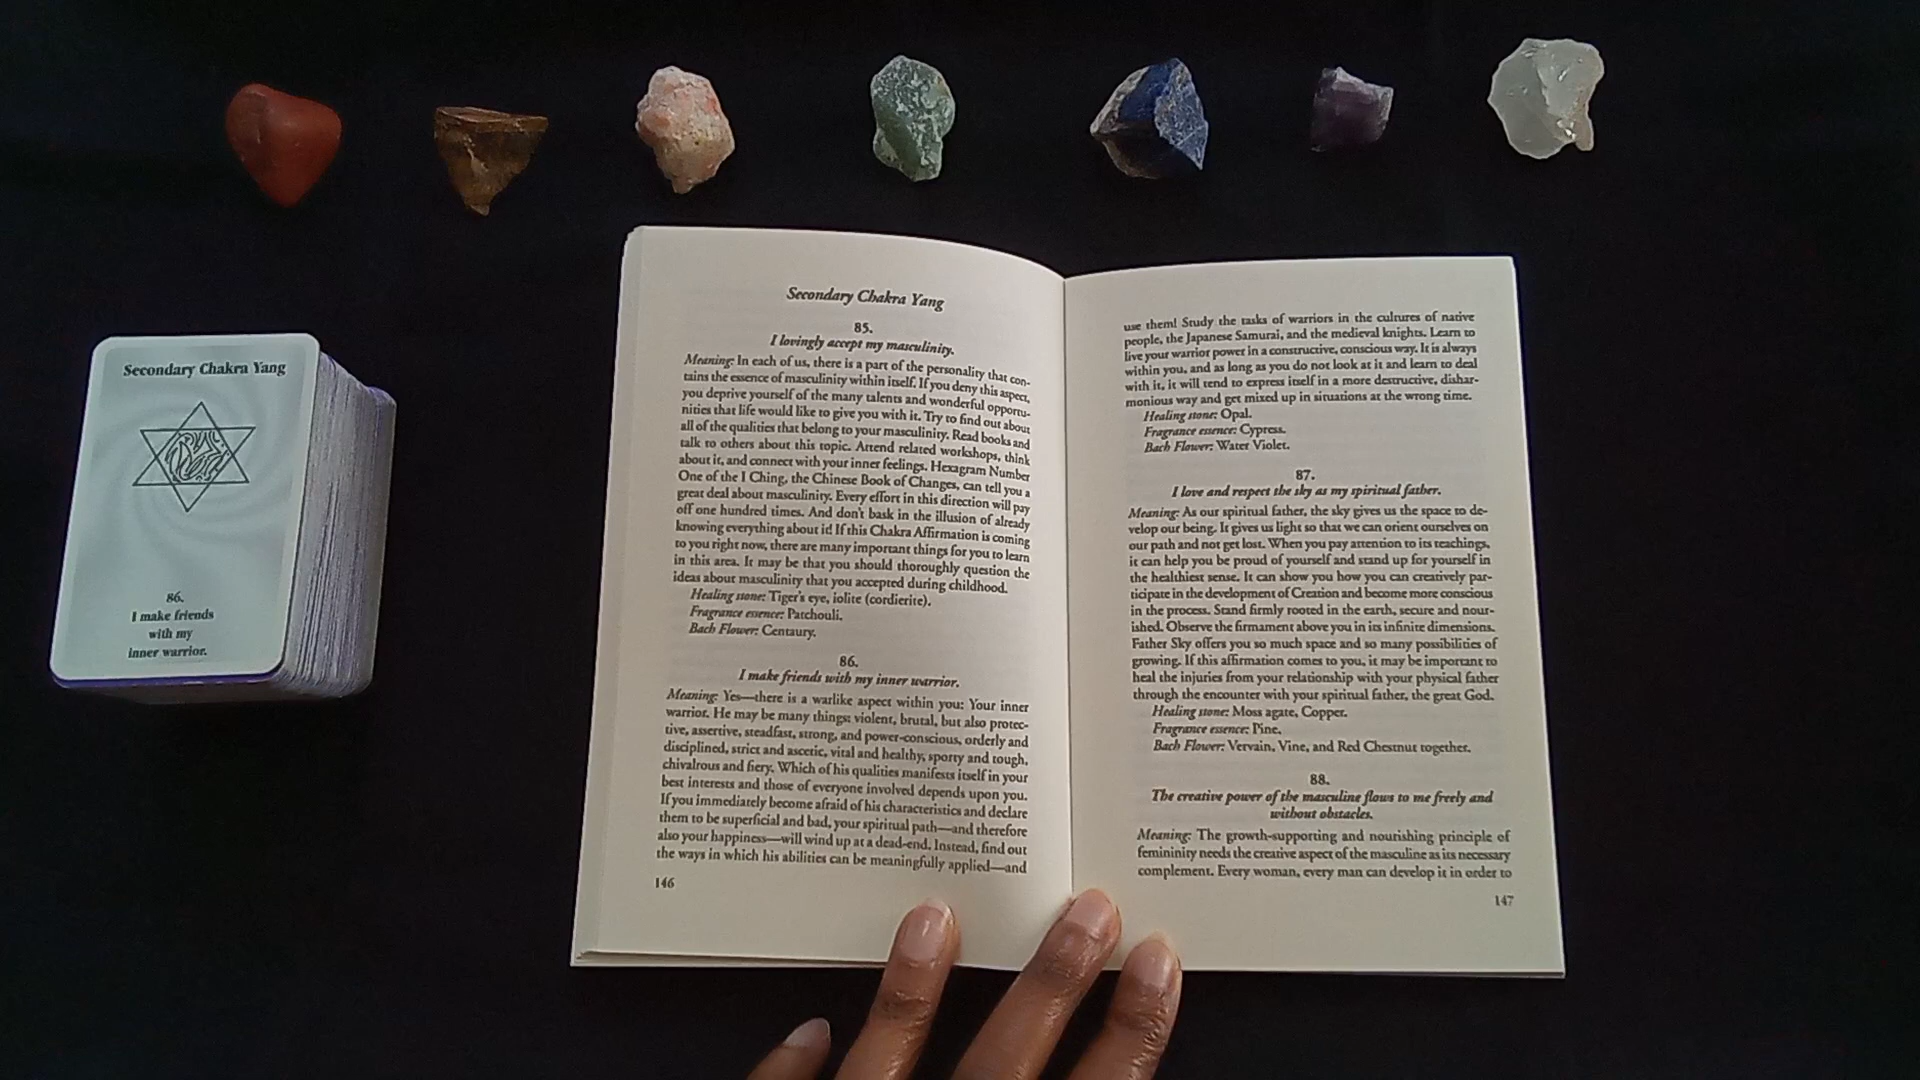 Secondary Chakra Yang
86.
I make friends
with my
inner warrior.
Secondary Chakra Yang
85.
I lovingly accept my masculinity.
Meaning: In each of us, there is a part of the personality that con-
tains the essence of masculinity within itself. If you deny this aspect,
you deprive yourself of the many talents and wonderful opportu-
nities that life would like to give you with it. Try to find out about
all of the qualities that belong to your masculinity. Read books and
talk to others about this topic. Attend related workshops, think
about it, and connect with your inner feelings. Hexagram Number
One of the I Ching, the Chinese Book of Changes, can tell you a
great deal about masculinity. Every effort in this direction will pay
off one hundred times. And don't bask in the illusion of already
knowing everything about it! If this Chakra Affirmation is coming
to you right now, there are many important things for you to learn
in this area. It may be that you should thoroughly question the
ideas about masculinity that you accepted during childhood.
Healing stone: Tiger's eye, iolite (cordierite).
Fragrance essence: Patchouli.
Bach Flower: Centaury.
86.
I make friends with my inner warrior.
Meaning: Yes—there is a warlike aspect within you: Your inner
warrior. He may be many things: violent, brutal, but also protec-
tive, assertive, steadfast, strong, and power-conscious, orderly and
disciplined, strict and ascetic, vital and healthy, sporty and tough,
chivalrous and fiery. Which of his qualities manifests itself in your
best interests and those of everyone involved depends upon you.
If you immediately become afraid of his characteristics and declare
them to be superficial and bad, your spiritual path—and therefore
also your happiness—will wind up at a dead-end. Instead, find out
the ways in which his abilities can be meaningfully applied—and
146
use them! Study the tasks of warriors in the cultures of native
people, the Japanese Samurai, and the medieval knights. Learn to
live your warrior power in a constructive, conscious way. It is always
within you, and as long as you do not look at it and learn to deal
with it, it will tend to express itself in a more destructive, dishar-
monious way and get mixed up in situations at the wrong time.
Healing stone: Opal.
Fragrance essence: Cypress.
Bach Flower: Water Violet.
87.
I love and respect the sky as my spiritual father.
Meaning: As our spiritual father, the sky gives us the space to de-
velop our being. It gives us light so that we can orient ourselves on
our path and not get lost. When you pay attention to its teachings,
it can help you be proud of yourself and stand up for yourself in
the healthiest sense. It can show you how you can creatively par-
ticipate in the development of Creation and become more conscious
in the process. Stand firmly rooted in the earth, secure and nour-
ished. Observe the firmament above you in its infinite dimensions.
Father Sky offers you so much space and so many possibilities of
growing. If this affirmation comes to you, it may be important to
heal the injuries from your relationship with your physical father
through the encounter with your spiritual father, the great God.
Healing stone: Moss agate, Copper.
Fragrance essence: Pine.
Bach Flower: Vervain, Vine, and Red Chestnut together.
88.
The creative power of the masculine flows to me freely and
without obstacles.
Meaning: The growth-supporting and nourishing principle of
femininity needs the creative aspect of the masculine as its necessary
complement. Every woman, every man can develop it in order to
147